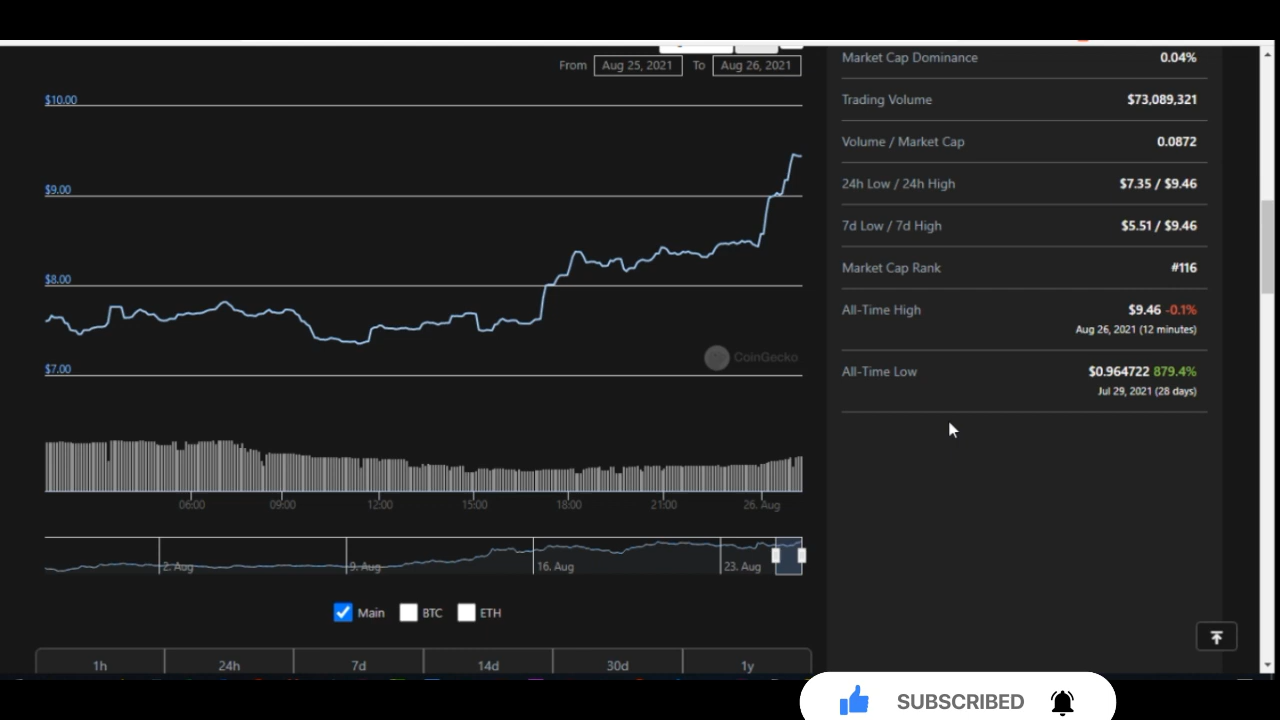 From Aug 25, 2021 To Aug 26, 2021
$10.00
$9.00
$8.00
$7.00
CoinGecko
06:00 09:00 12:00 15:00 18:00 21:00 26. Aug
2. Aug 9. Aug 16. Aug 23. Aug
Main BTC ETH
1h 24h 7d 14d 30d 1y
Market Cap Dominance 0.04%
Trading Volume $73,089,321
Volume / Market Cap 0.0872
24h Low / 24h High $7.35 / $9.46
7d Low / 7d High $5.51 / $9.46
Market Cap Rank #116
All-Time High $9.46 -0.1%
Aug 26, 2021 (12 minutes)
All-Time Low $0.964722 879.4%
Jul 29, 2021 (28 days)
SUBSCRIBED